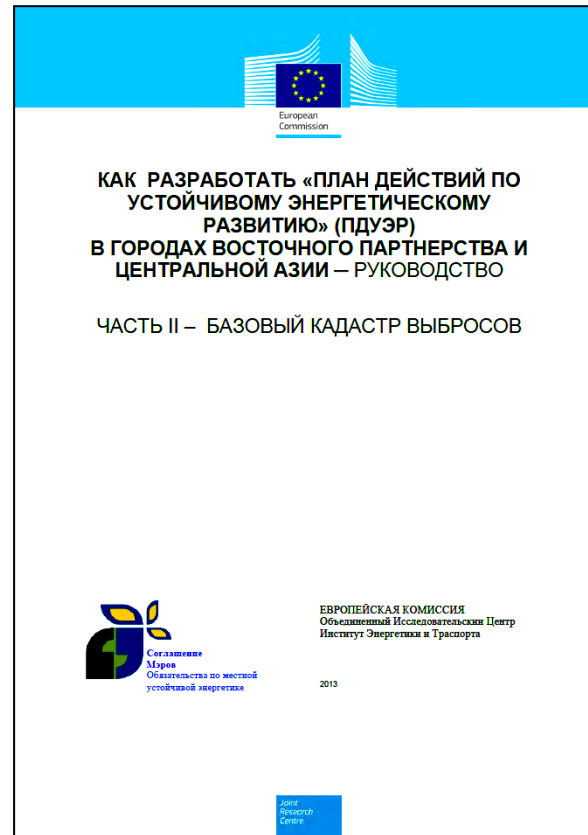 European
Commission
КАК РАЗРАБОТАТЬ «ПЛАН ДЕЙСТВИЙ ПО
УСТОЙЧИВОМУ ЭНЕРГЕТИЧЕСКОМУ
РАЗВИТИЮ» (ПДУЭР)
В ГОРОДАХ ВОСТОЧНОГО ПАРТНЕРСТВА И
ЦЕНТРАЛЬНОЙ АЗИИ — РУКОВОДСТВО
ЧАСТЬ II – БАЗОВЫЙ КАДАСТР ВЫБРОСОВ
Соглашение
Мэров
Обязательства по местной
устойчивой энергетике
ЕВРОПЕЙСКАЯ КОМИССИЯ
Объединенный Исследовательский Центр
Институт Энергетики и Траспорта
2013
Joint
Research
Centre